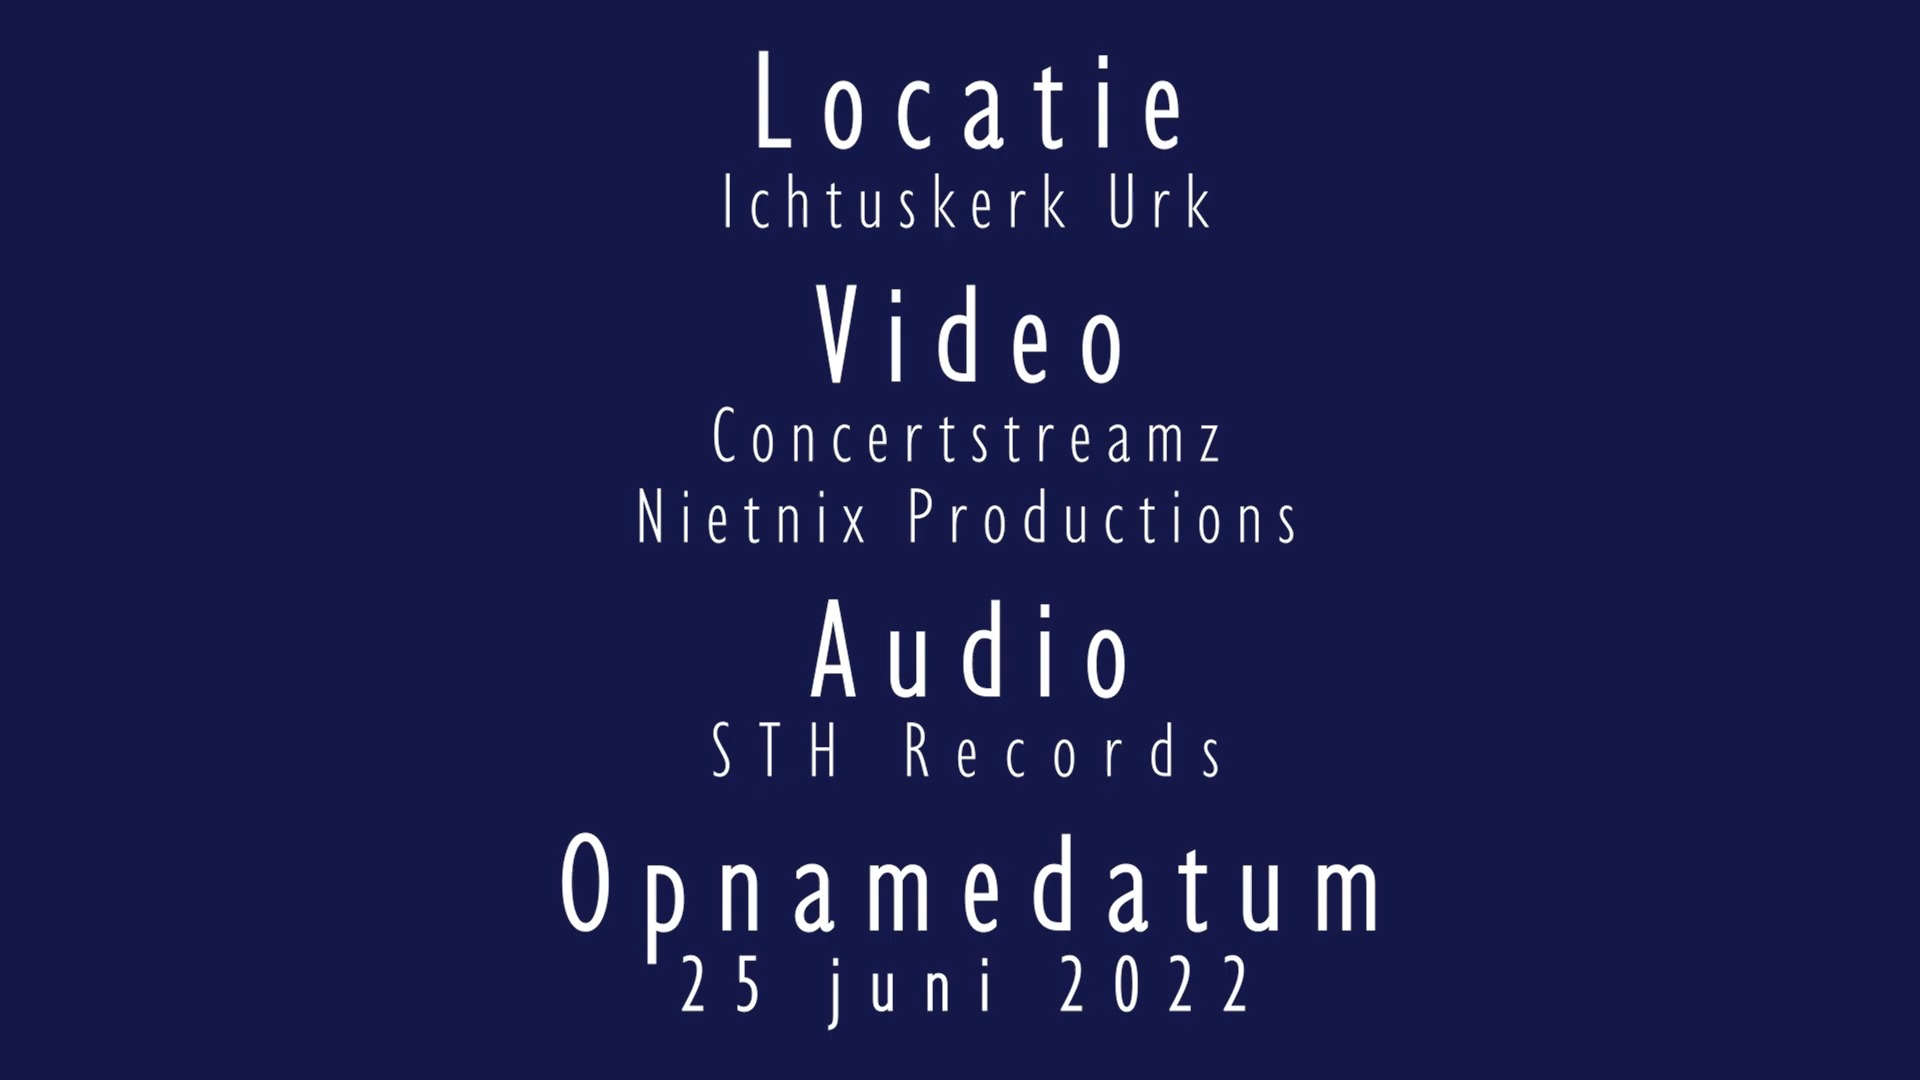 Locatie
Ichtuskerk Urk
Video
Concertstreamz
Nietnix Productions
Audio
STH Records
Opnamedatum
25 juni 2022